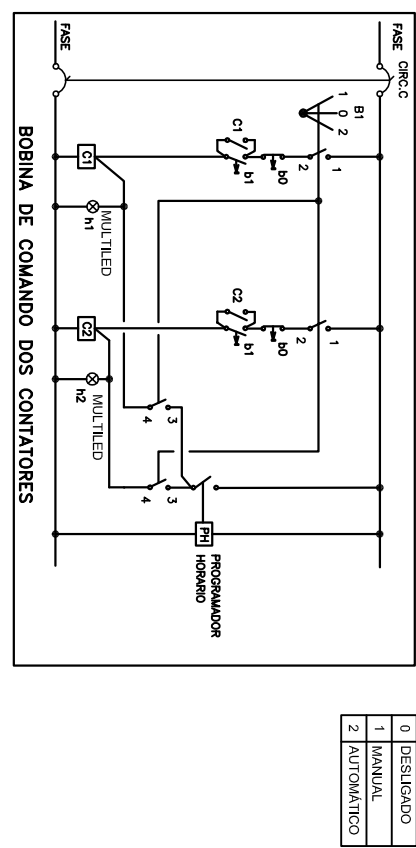 FASE
FASE
CIRC.C
B1
1
0
2
1
2
b0
C1
b1
C1
MULTILED
h1
1
2
b0
C2
b1
C2
MULTILED
h2
3
4
3
4
PH
PROGRAMADOR
HORARIO
BOBINA DE COMANDO DOS CONTATORES
0 DESLIGADO
1 MANUAL
2 AUTOMÁTICO